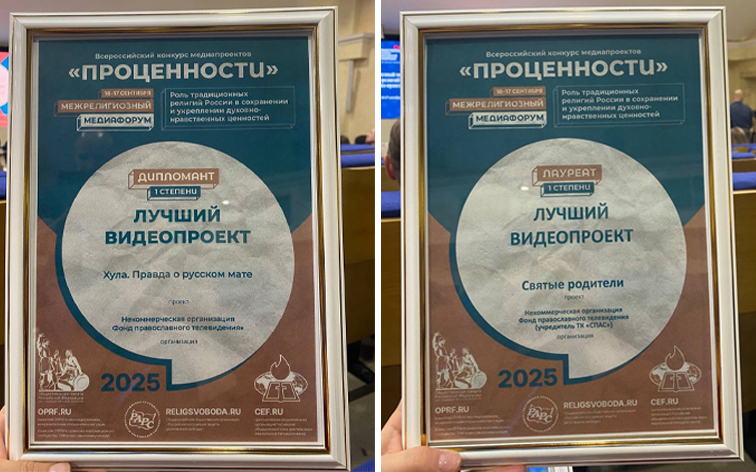 Всероссийский конкурс медиапроектов
«ПРОЦЕННОСТИ»
16-17 СЕНТЯБРЯ
МЕЖРЕЛИГИОЗНЫЙ
МЕДИАФОРУМ
Роль традиционных
религий России в сохранении
и укреплении духовно-
нравственных ценностей
ДИПЛОМАНТ
1 СТЕПЕНИ
ЛУЧШИЙ
ВИДЕОПРОЕКТ
Хула. Правда о русском мате
проект
Некоммерческая организация
Фонд православного телевидения»
организация
2025
OPRF.RU
РАРС
RELIGSVOBODA.RU
CEF.RU
Всероссийский конкурс медиапроектов
«ПРОЦЕННОСТИ»
16-17 СЕНТЯБРЯ
МЕЖРЕЛИГИОЗНЫЙ
МЕДИАФОРУМ
Роль традиционных
религий России в сохранении
и укреплении духовно-
нравственных ценностей
ЛАУРЕАТ
1 СТЕПЕНИ
ЛУЧШИЙ
ВИДЕОПРОЕКТ
Святые родители
проект
Некоммерческая организация
Фонд православного телевидения
(учредитель ТК «СПАС»)
организация
2025
OPRF.RU
РАРС
RELIGSVOBODA.RU
CEF.RU